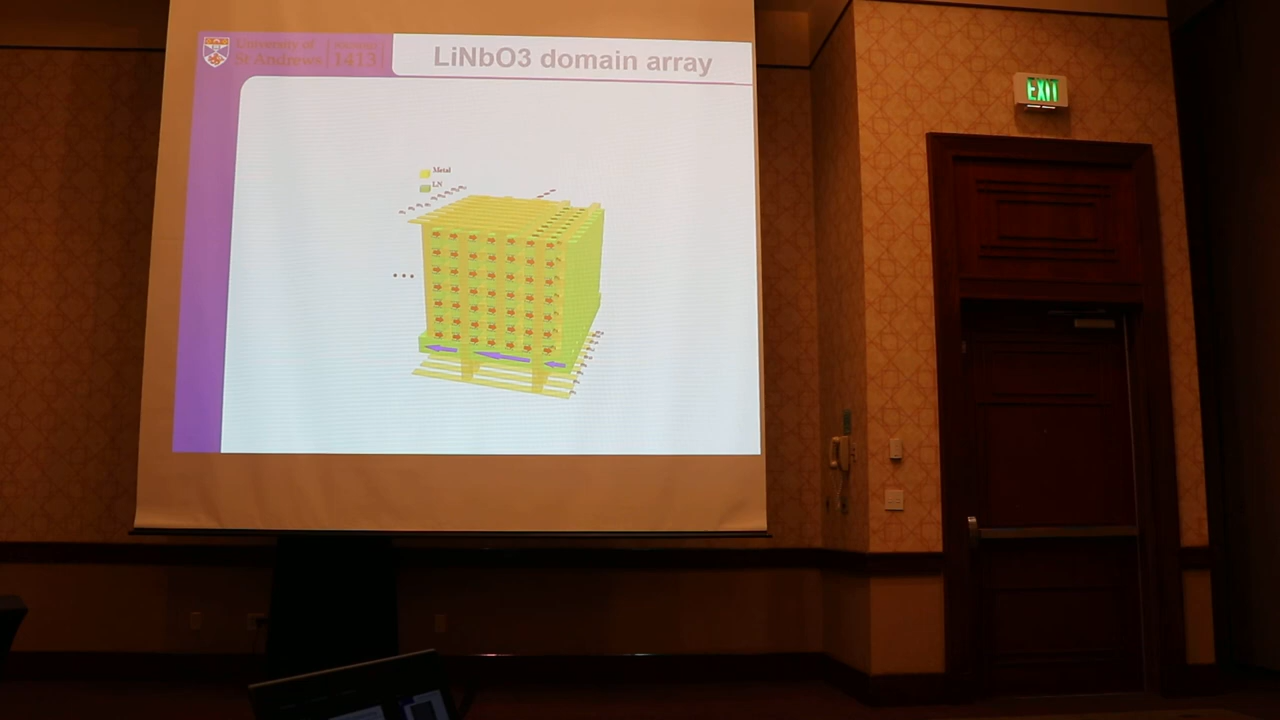 University of
St Andrews
1413
LiNbO3 domain array
Metal
LN
EXIT